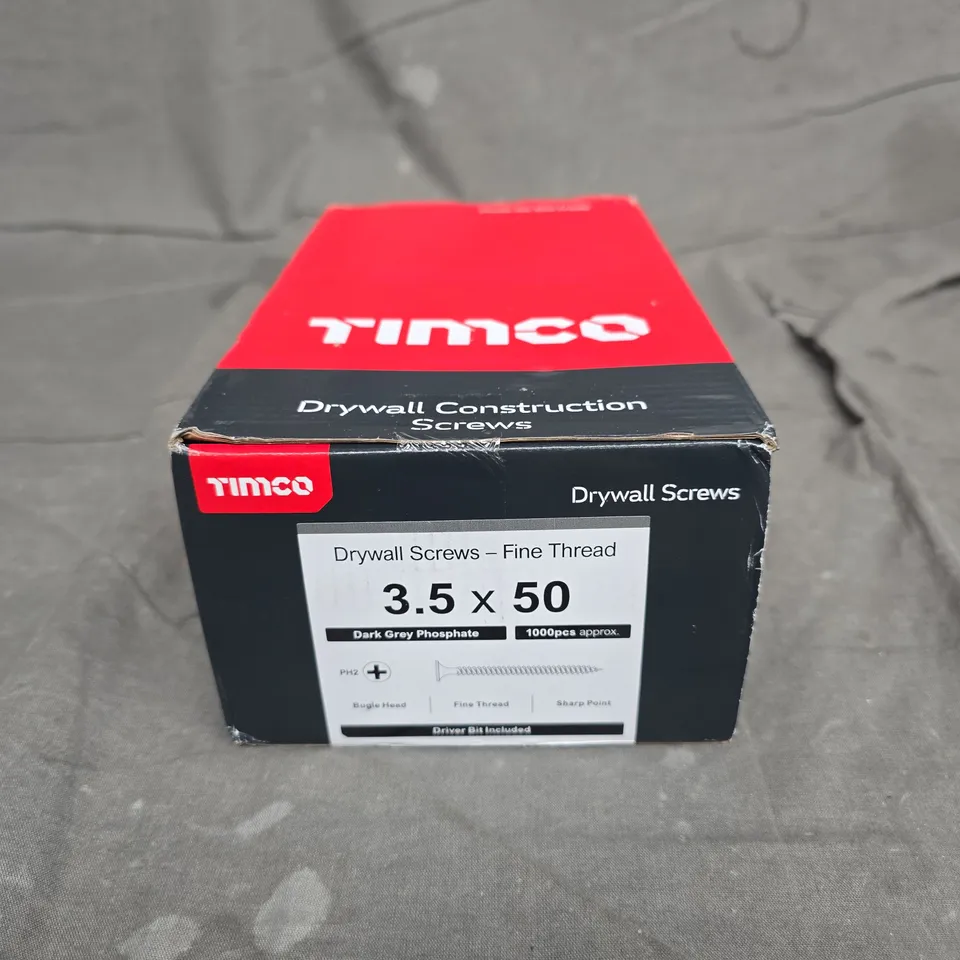 TIMCO
Drywall Construction
Screws
TIMCO
Drywall Screws
Drywall Screws – Fine Thread
3.5 x 50
Dark Grey Phosphate
1000pcs approx.
PH2
Bugle Head
Fine Thread
Sharp Point
Driver Bit Included